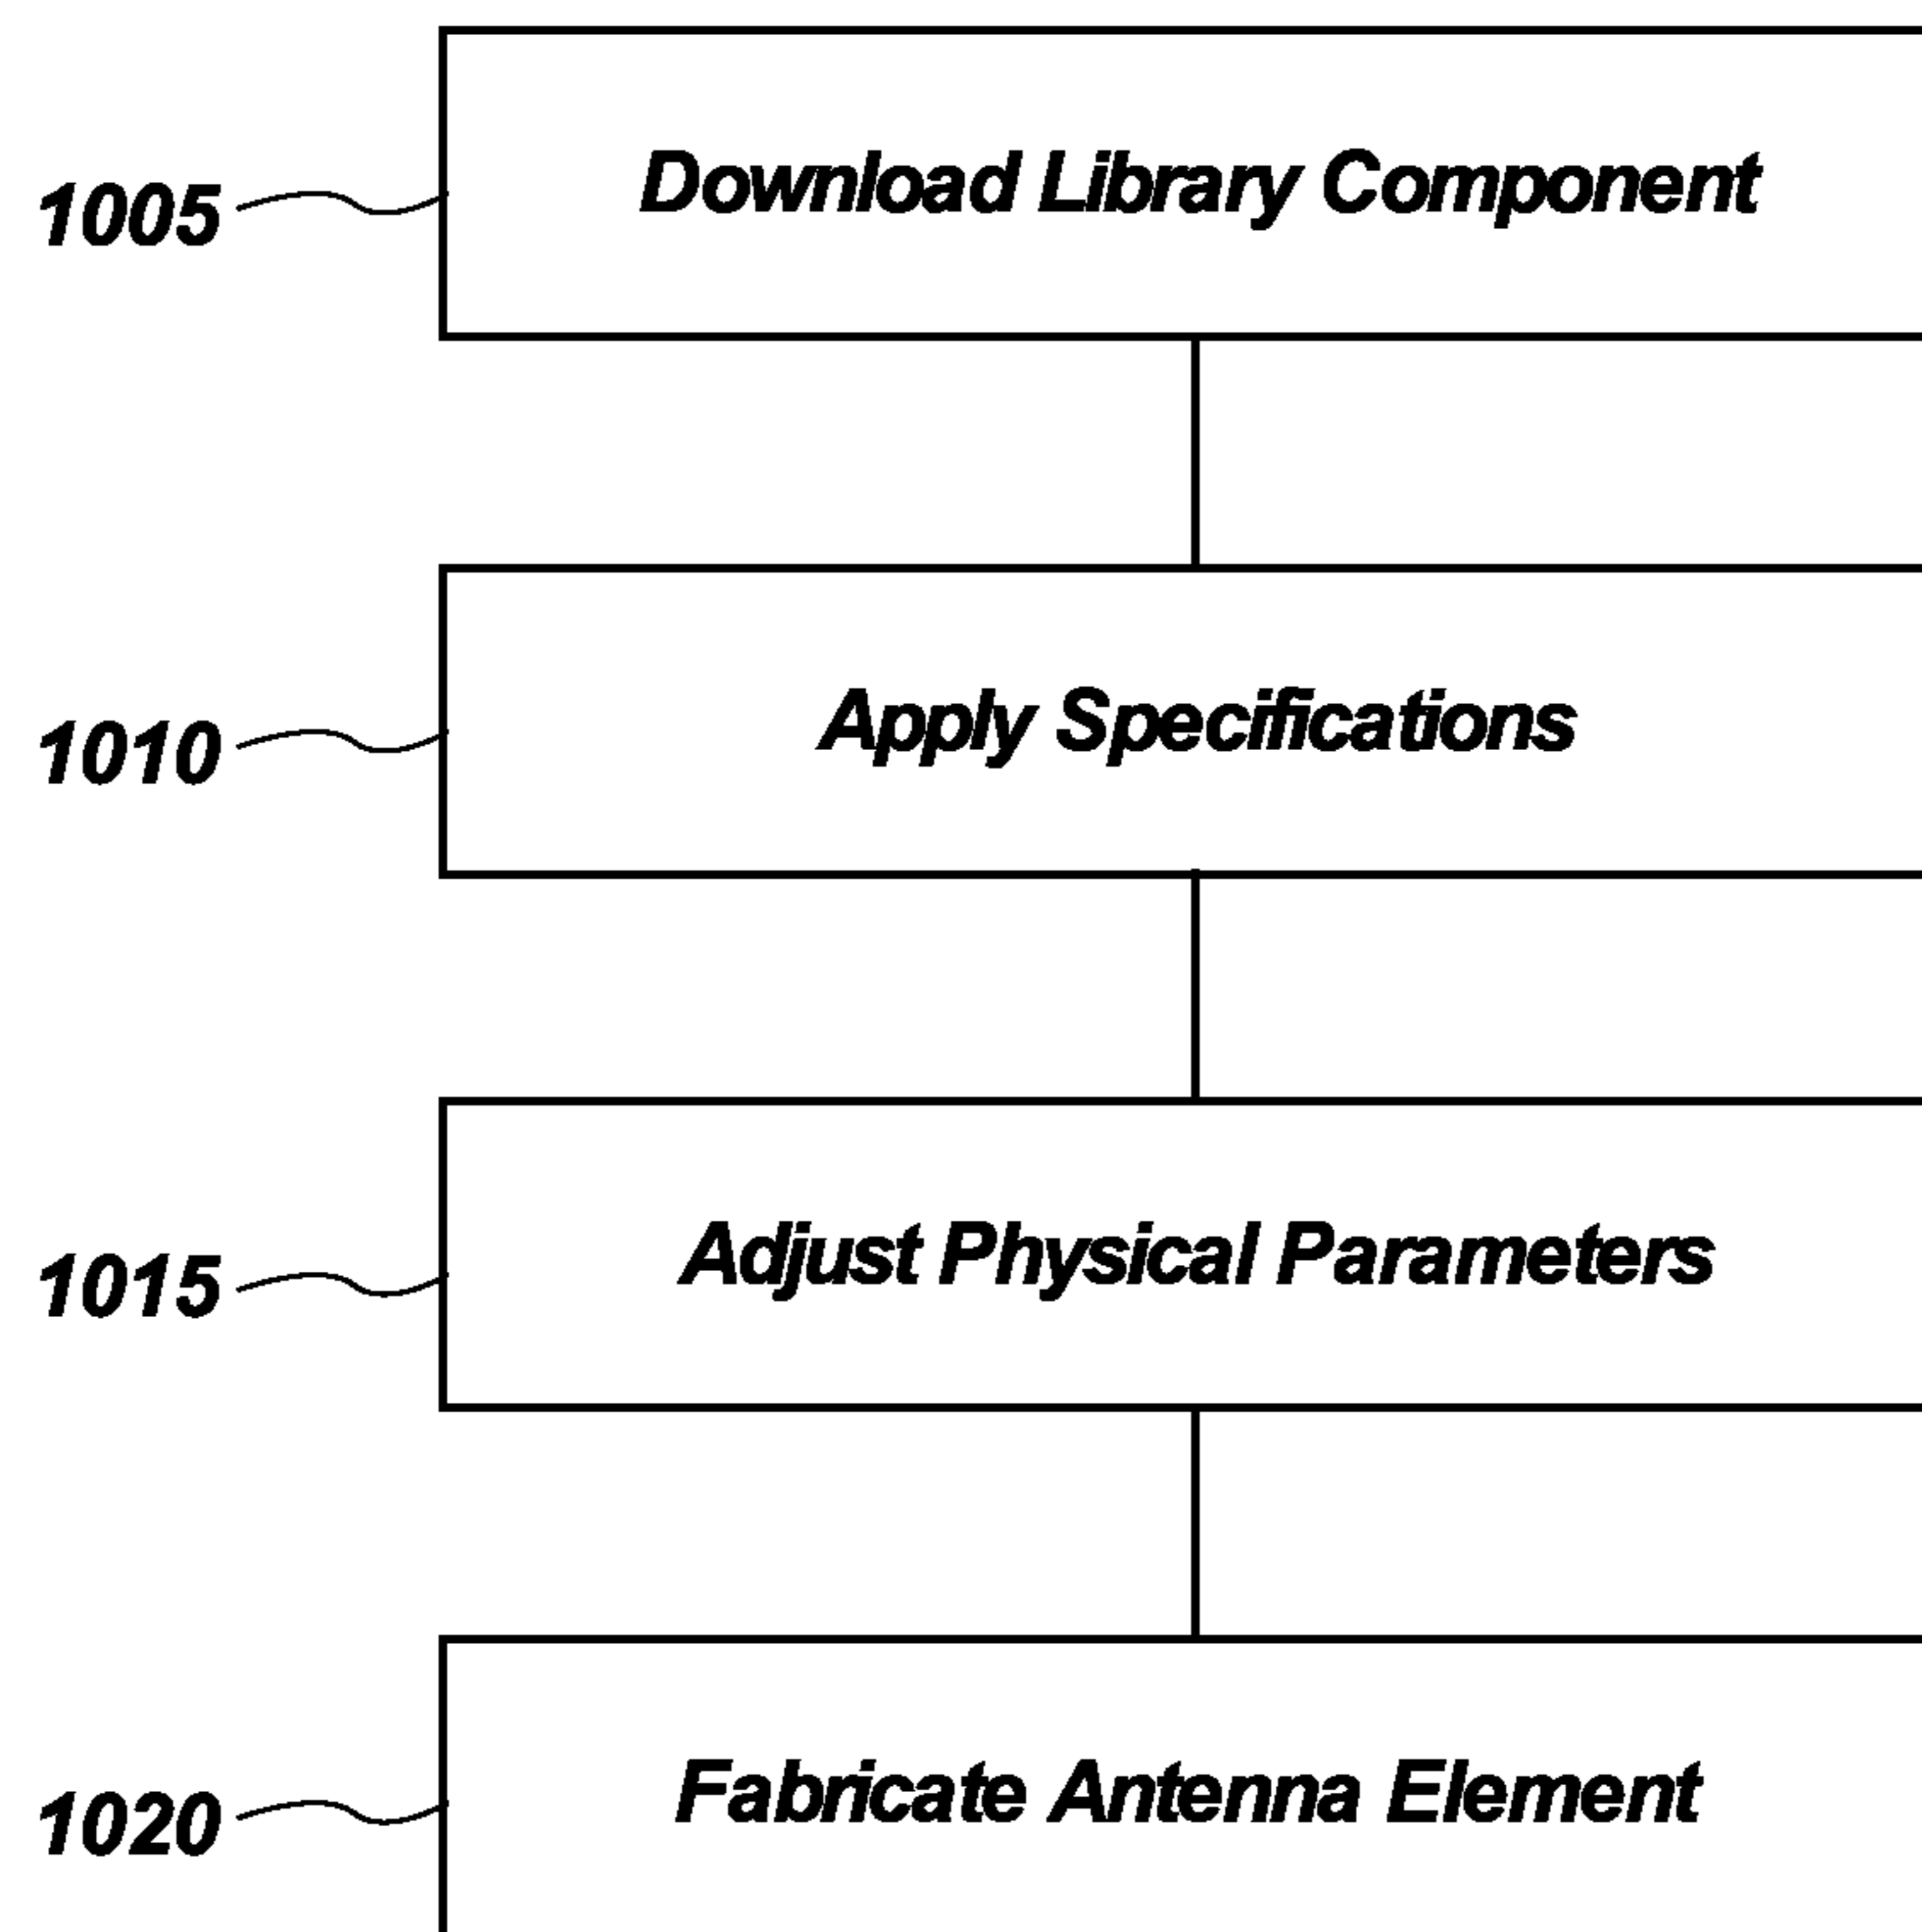 1005 Download Library Component
1010 Apply Specifications
1015 Adjust Physical Parameters
1020 Fabricate Antenna Element